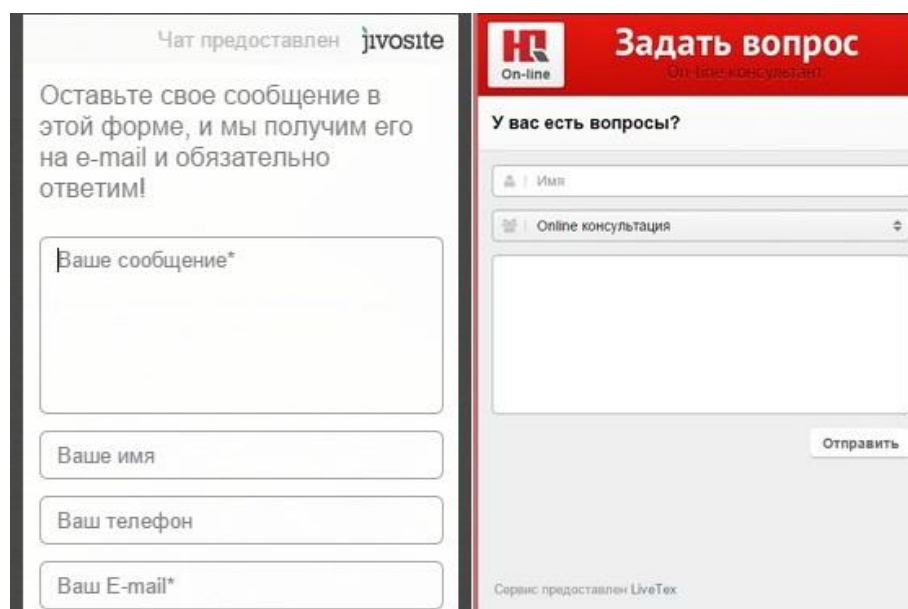 Чат предоставлен jivosite
Оставьте свое сообщение в
этой форме, и мы получим его
на e-mail и обязательно
ответим!
Ваше сообщение*
Ваше имя
Ваш телефон
Ваш E-mail*
HQ
On-line
Задать вопрос
On-line консультант
У вас есть вопросы?
Имя
Online консультация
Отправить
Сервис предоставлен LiveTex